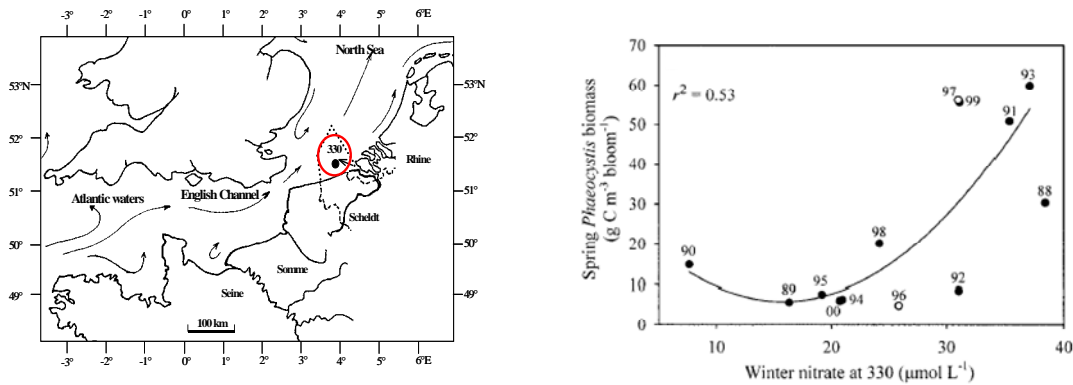 -3° -2° -1° 0° 1° 2° 3° 4° 5° 6°E
North Sea
53°N
53°N
52°
52°
330
Rhine
51°
51°
English Channel
Atlantic waters
Scheldt
50°
50°
Somme
49°
Seine
49°
100 km
-3° -2° -1° 0° 1° 2° 3° 4° 5° 6°E
Spring Phaeocystis biomass
(g C m⁻³ bloom⁻¹)
70
60
50
40
30
20
10
0
r² = 0.53
93
97
99
91
88
98
90
95
92
89
00
94
96
10 20 30 40
Winter nitrate at 330 (μmol L⁻¹)